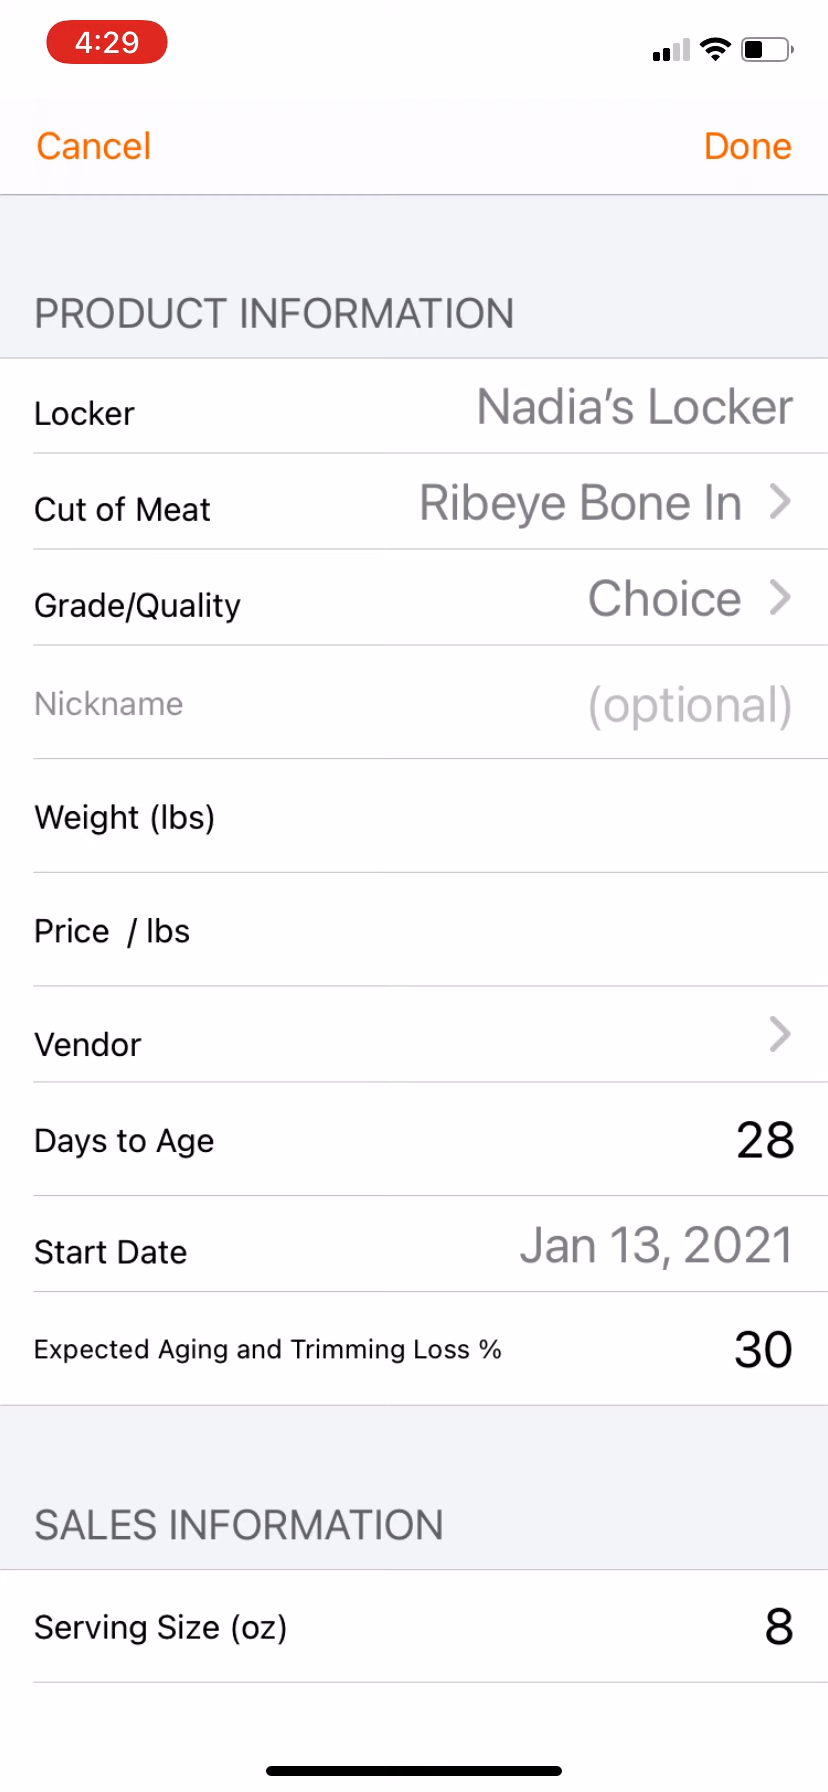 4:29
Cancel Done
PRODUCT INFORMATION
Locker Nadia’s Locker
Cut of Meat Ribeye Bone In
Grade/Quality Choice
Nickname (optional)
Weight (lbs)
Price / lbs
Vendor
Days to Age 28
Start Date Jan 13, 2021
Expected Aging and Trimming Loss % 30
SALES INFORMATION
Serving Size (oz) 8